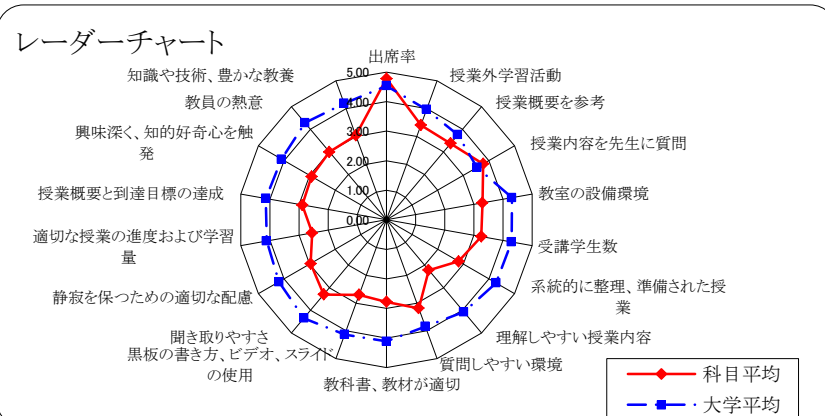 レーダーチャート
出席率
授業外学習活動
授業概要を参考
授業内容を先生に質問
教室の設備環境
受講学生数
系統的に整理、準備された授
業
理解しやすい授業内容
質問しやすい環境
教科書、教材が適切
黒板の書き方、ビデオ、スライド
の使用
聞き取りやすさ
静寂を保つための適切な配慮
適切な授業の進度および学習
量
授業概要と到達目標の達成
興味深く、知的好奇心を触
発
教員の熱意
知識や技術、豊かな教養
5.00
4.00
3.00
2.00
1.00
0.00
科目平均
大学平均